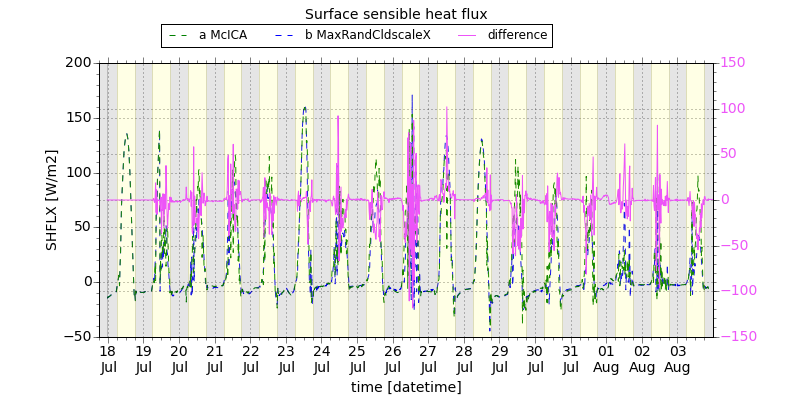 Surface sensible heat flux
a McICA b MaxRandCldscaleX difference
200 150
150 100
100 50
50 0
0 −50
−50 −100
−150
SHFLX [W/m2]
18 19 20 21 22 23 24 25 26 27 28 29 30 31 01 02 03
Jul Jul Jul Jul Jul Jul Jul Jul Jul Jul Jul Jul Jul Jul Aug Aug Aug
time [datetime]